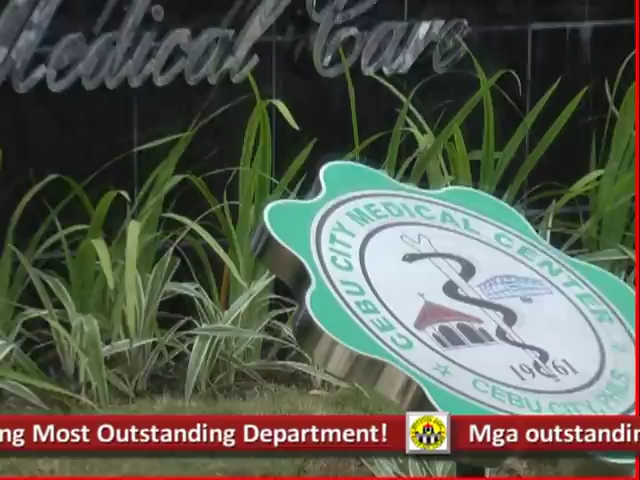 Medical Care
CEBU CITY MEDICAL CENTER
1961
CEBU CITY, PHILS
ng Most Outstanding Department!
Mga outstandin